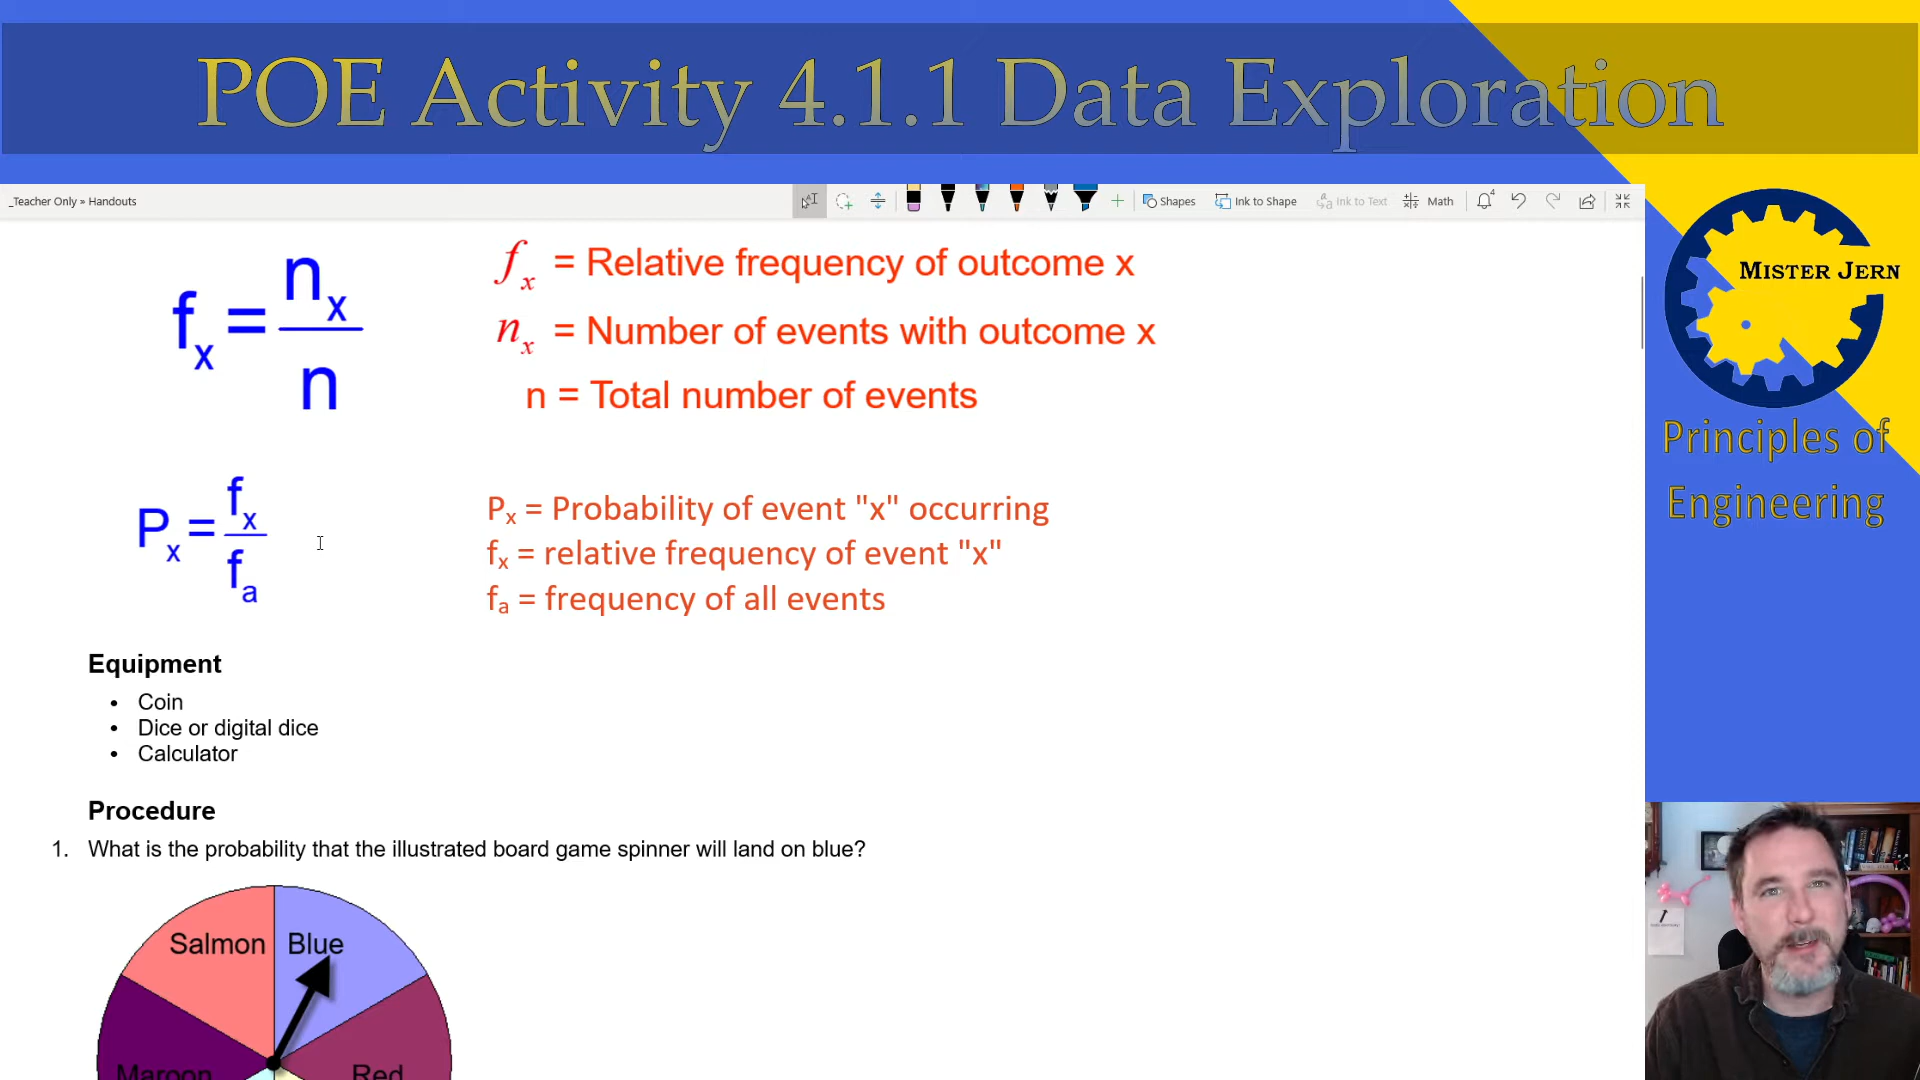 POE Activity 4.1.1 Data Exploration
_Teacher Only » Handouts
Shapes
Ink to Shape
Ink to Text
Math
4
fx = nx / n
fx = Relative frequency of outcome x
nx = Number of events with outcome x
n = Total number of events
Px = fx / fa
Px = Probability of event "x" occurring
fx = relative frequency of event "x"
fa = frequency of all events
Equipment
• Coin
• Dice or digital dice
• Calculator
Procedure
1. What is the probability that the illustrated board game spinner will land on blue?
Salmon
Blue
Maroon
Red
MISTER JERN
Principles of
Engineering